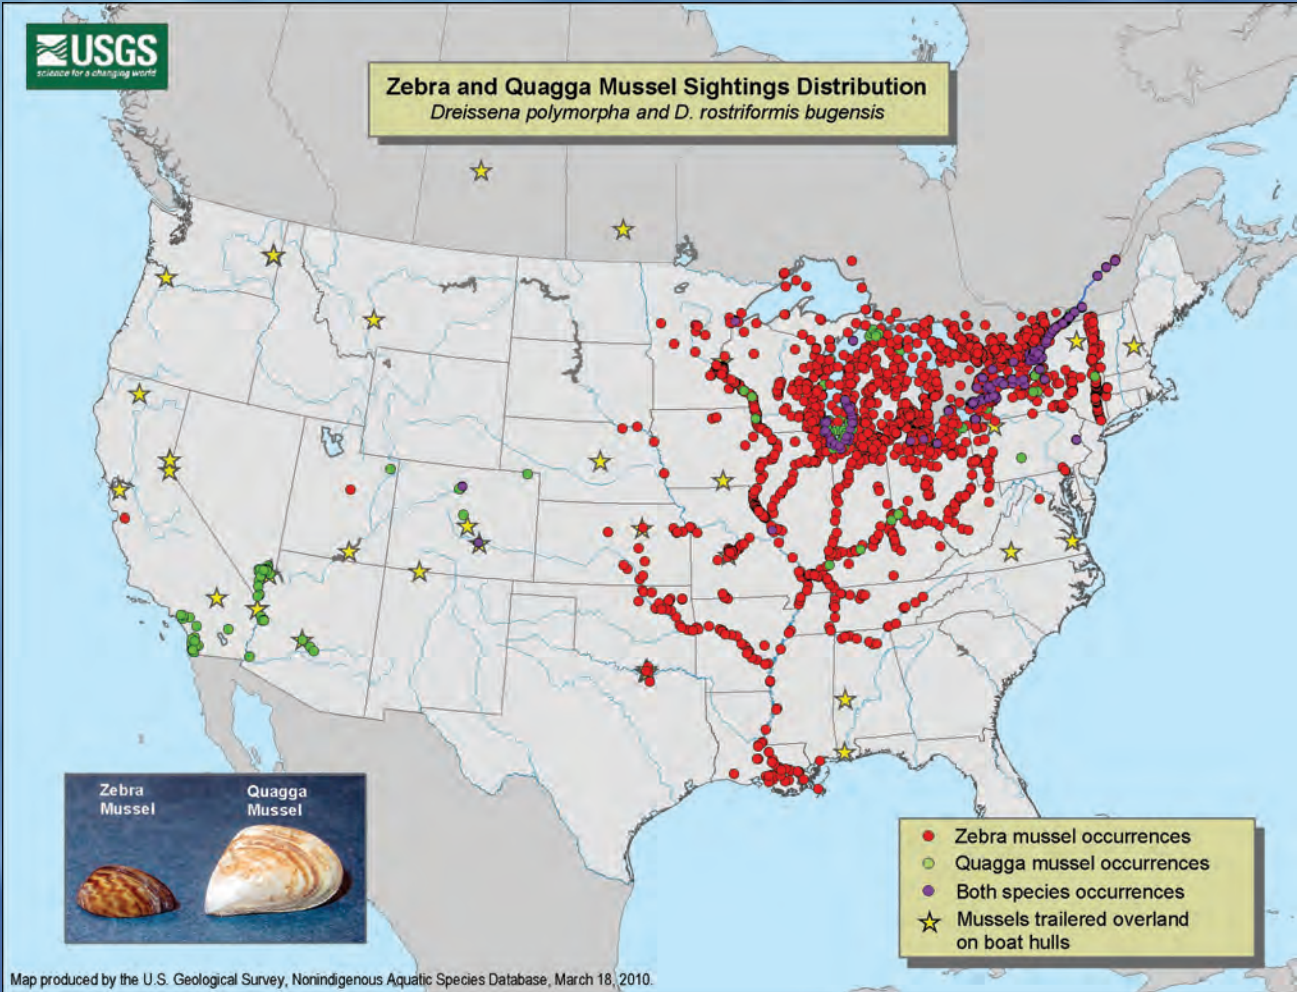 USGS
science for a changing world
Zebra and Quagga Mussel Sightings Distribution
Dreissena polymorpha and D. rostriformis bugensis
Zebra
Mussel
Quagga
Mussel
Zebra mussel occurrences
Quagga mussel occurrences
Both species occurrences
Mussels trailered overland
on boat hulls
Map produced by the U.S. Geological Survey, Nonindigenous Aquatic Species Database, March 18, 2010.